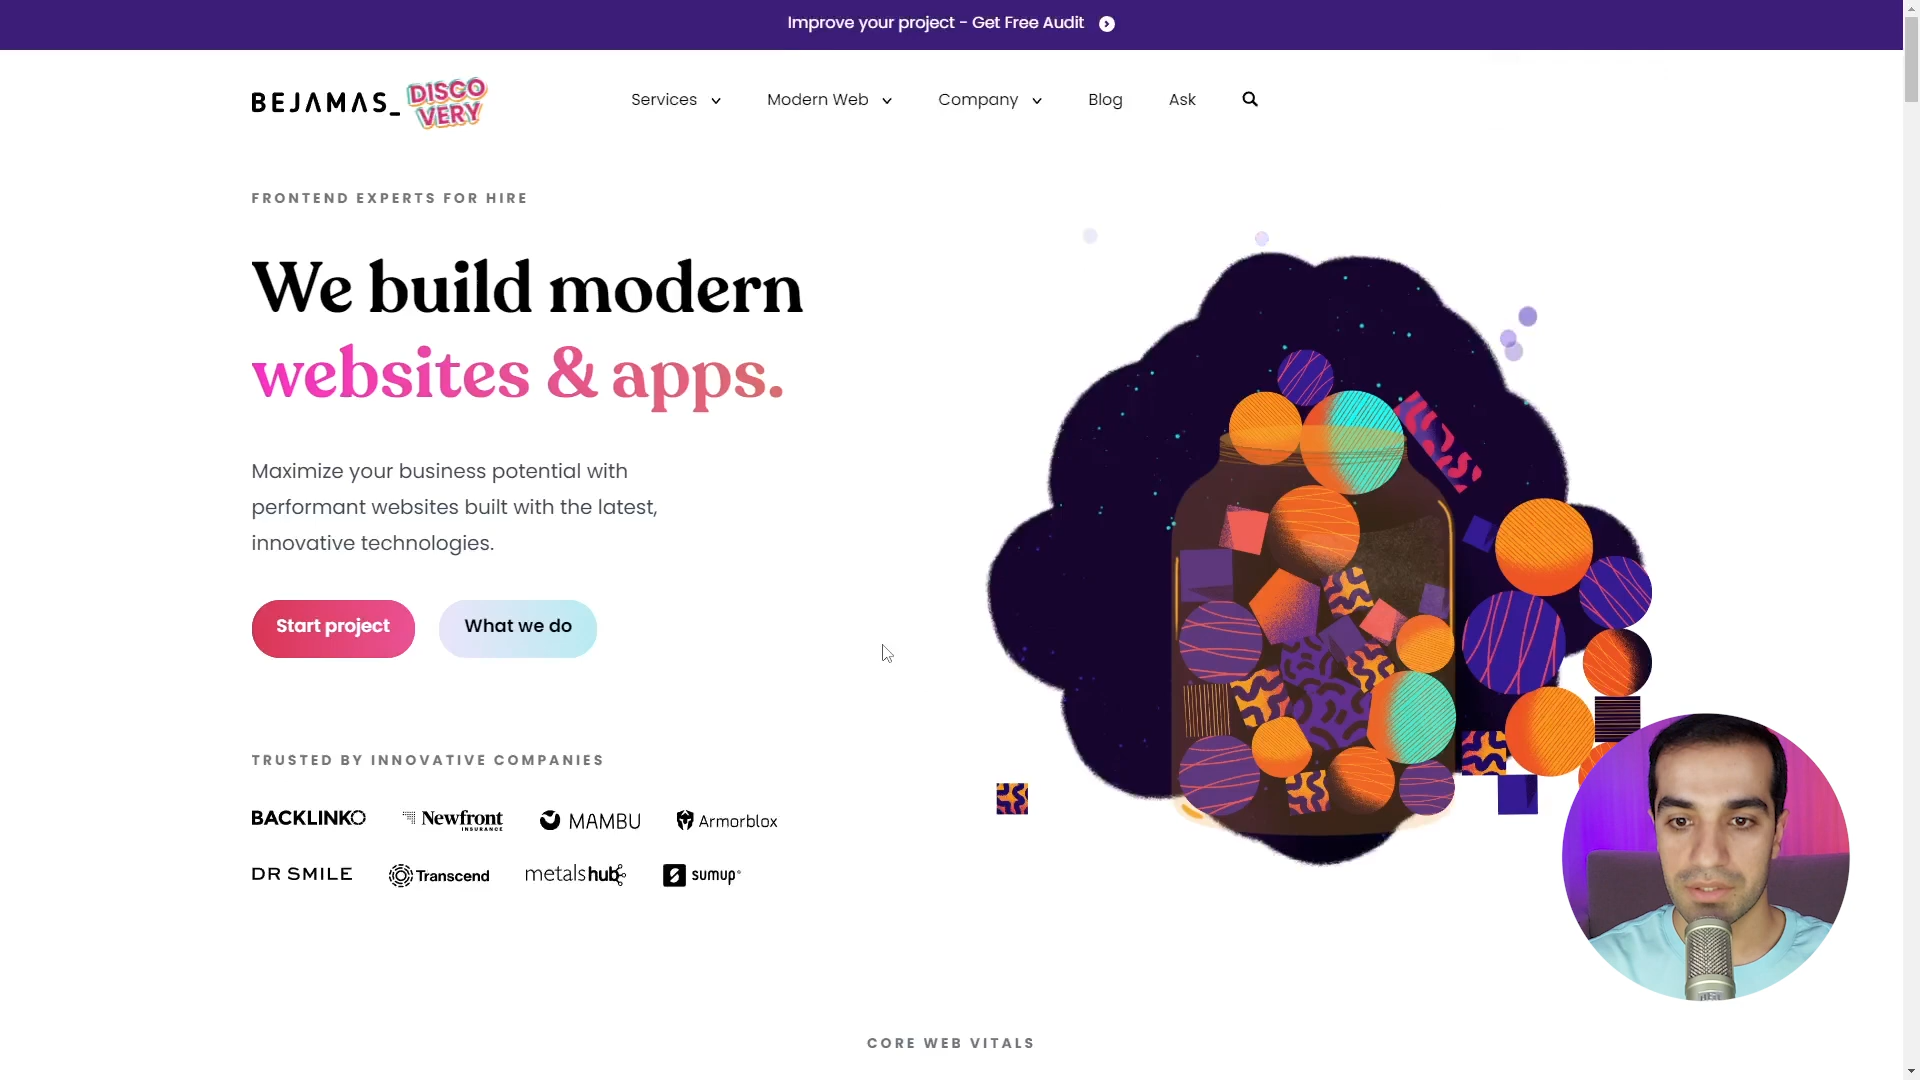 Improve your project - Get Free Audit
BEJAMAS_ DISCO
VERY
Services Modern Web Company Blog Ask
FRONTEND EXPERTS FOR HIRE
We build modern
websites & apps.
Maximize your business potential with
performant websites built with the latest,
innovative technologies.
Start project What we do
TRUSTED BY INNOVATIVE COMPANIES
BACKLINKO Newfront INSURANCE MAMBU Armorblox
DR SMILE Transcend metalshub sumup
CORE WEB VITALS